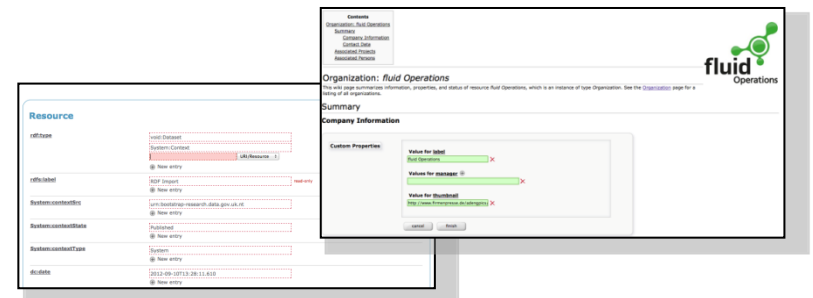 Contents
Organization: fluid Operations
Summary
Company Information
Contact Data
Associated Projects
Associated Persons
fluid
Operations
Organization: fluid Operations
This wiki page summarizes information, properties, and status of resource fluid Operations, which is an instance of type Organization. See the Organization page for a
listing of all organizations.
Summary
Company Information
Custom Properties
Value for label
fluid Operations
Values for manager
Value for thumbnail
cancel finish
Resource
rdf:type
void:Dataset
System:Context
URI/Resource
New entry
rdfs:label
RDF Import
read-only
New entry
System:contextSrc
urn:bootstrap-research.data.gov.uk.nt
New entry
System:contextState
Published
New entry
System:contextType
System
New entry
dc:date
2012-09-10T13:28:11.610
New entry